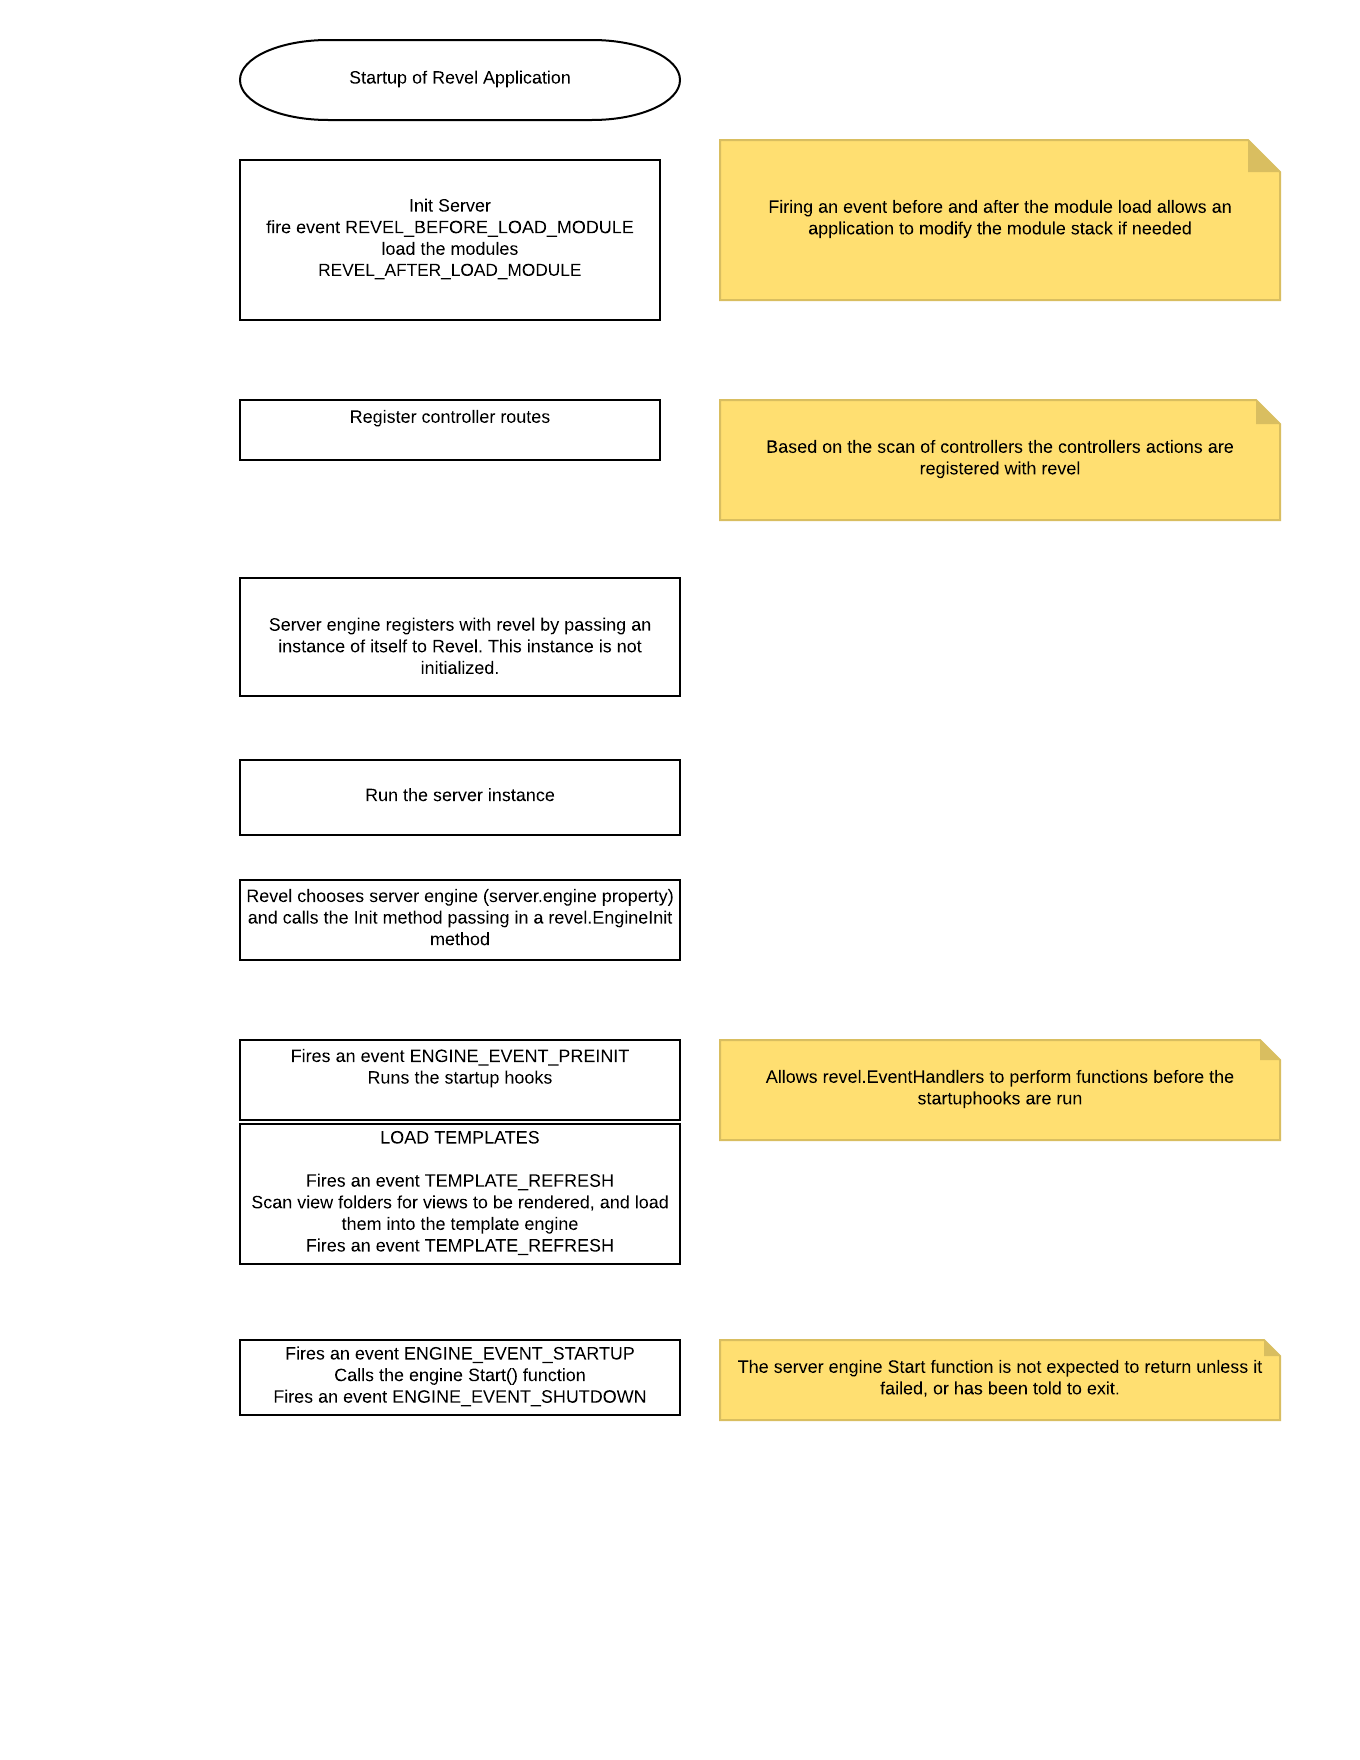 Startup of Revel Application
Init Server
fire event REVEL_BEFORE_LOAD_MODULE
load the modules
REVEL_AFTER_LOAD_MODULE
Firing an event before and after the module load allows an
application to modify the module stack if needed
Register controller routes
Based on the scan of controllers the controllers actions are
registered with revel
Server engine registers with revel by passing an
instance of itself to Revel. This instance is not
initialized.
Run the server instance
Revel chooses server engine (server.engine property)
and calls the Init method passing in a revel.EngineInit
method
Fires an event ENGINE_EVENT_PREINIT
Runs the startup hooks
Allows revel.EventHandlers to perform functions before the
startuphooks are run
LOAD TEMPLATES
Fires an event TEMPLATE_REFRESH
Scan view folders for views to be rendered, and load
them into the template engine
Fires an event TEMPLATE_REFRESH
Fires an event ENGINE_EVENT_STARTUP
Calls the engine Start() function
Fires an event ENGINE_EVENT_SHUTDOWN
The server engine Start function is not expected to return unless it
failed, or has been told to exit.